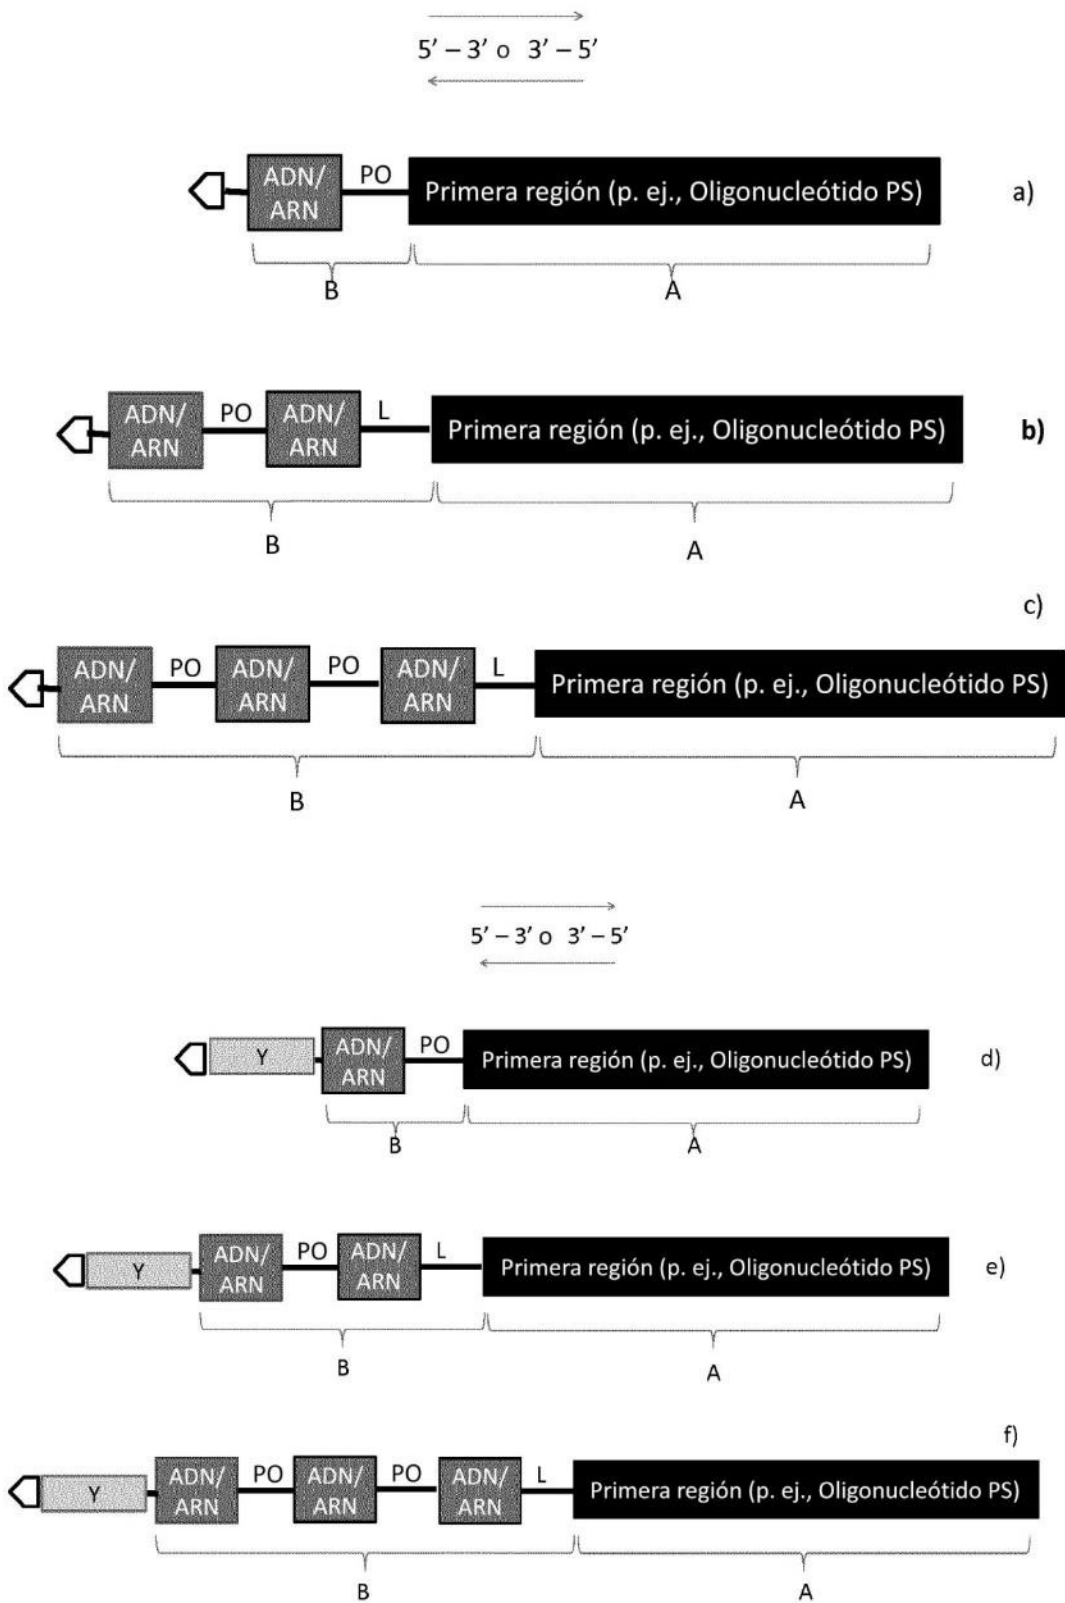 5’ – 3’ o 3’ – 5’
ADN/
ARN
PO
Primera región (p. ej., Oligonucleótido PS)
a)
B
A
ADN/
ARN
PO
ADN/
ARN
L
Primera región (p. ej., Oligonucleótido PS)
b)
B
A
c)
ADN/
ARN
PO
ADN/
ARN
PO
ADN/
ARN
L
Primera región (p. ej., Oligonucleótido PS)
B
A
5’ – 3’ o 3’ – 5’
Y
ADN/
ARN
PO
Primera región (p. ej., Oligonucleótido PS)
d)
B
A
Y
ADN/
ARN
PO
ADN/
ARN
L
Primera región (p. ej., Oligonucleótido PS)
e)
B
A
f)
Y
ADN/
ARN
PO
ADN/
ARN
PO
ADN/
ARN
L
Primera región (p. ej., Oligonucleótido PS)
B
A